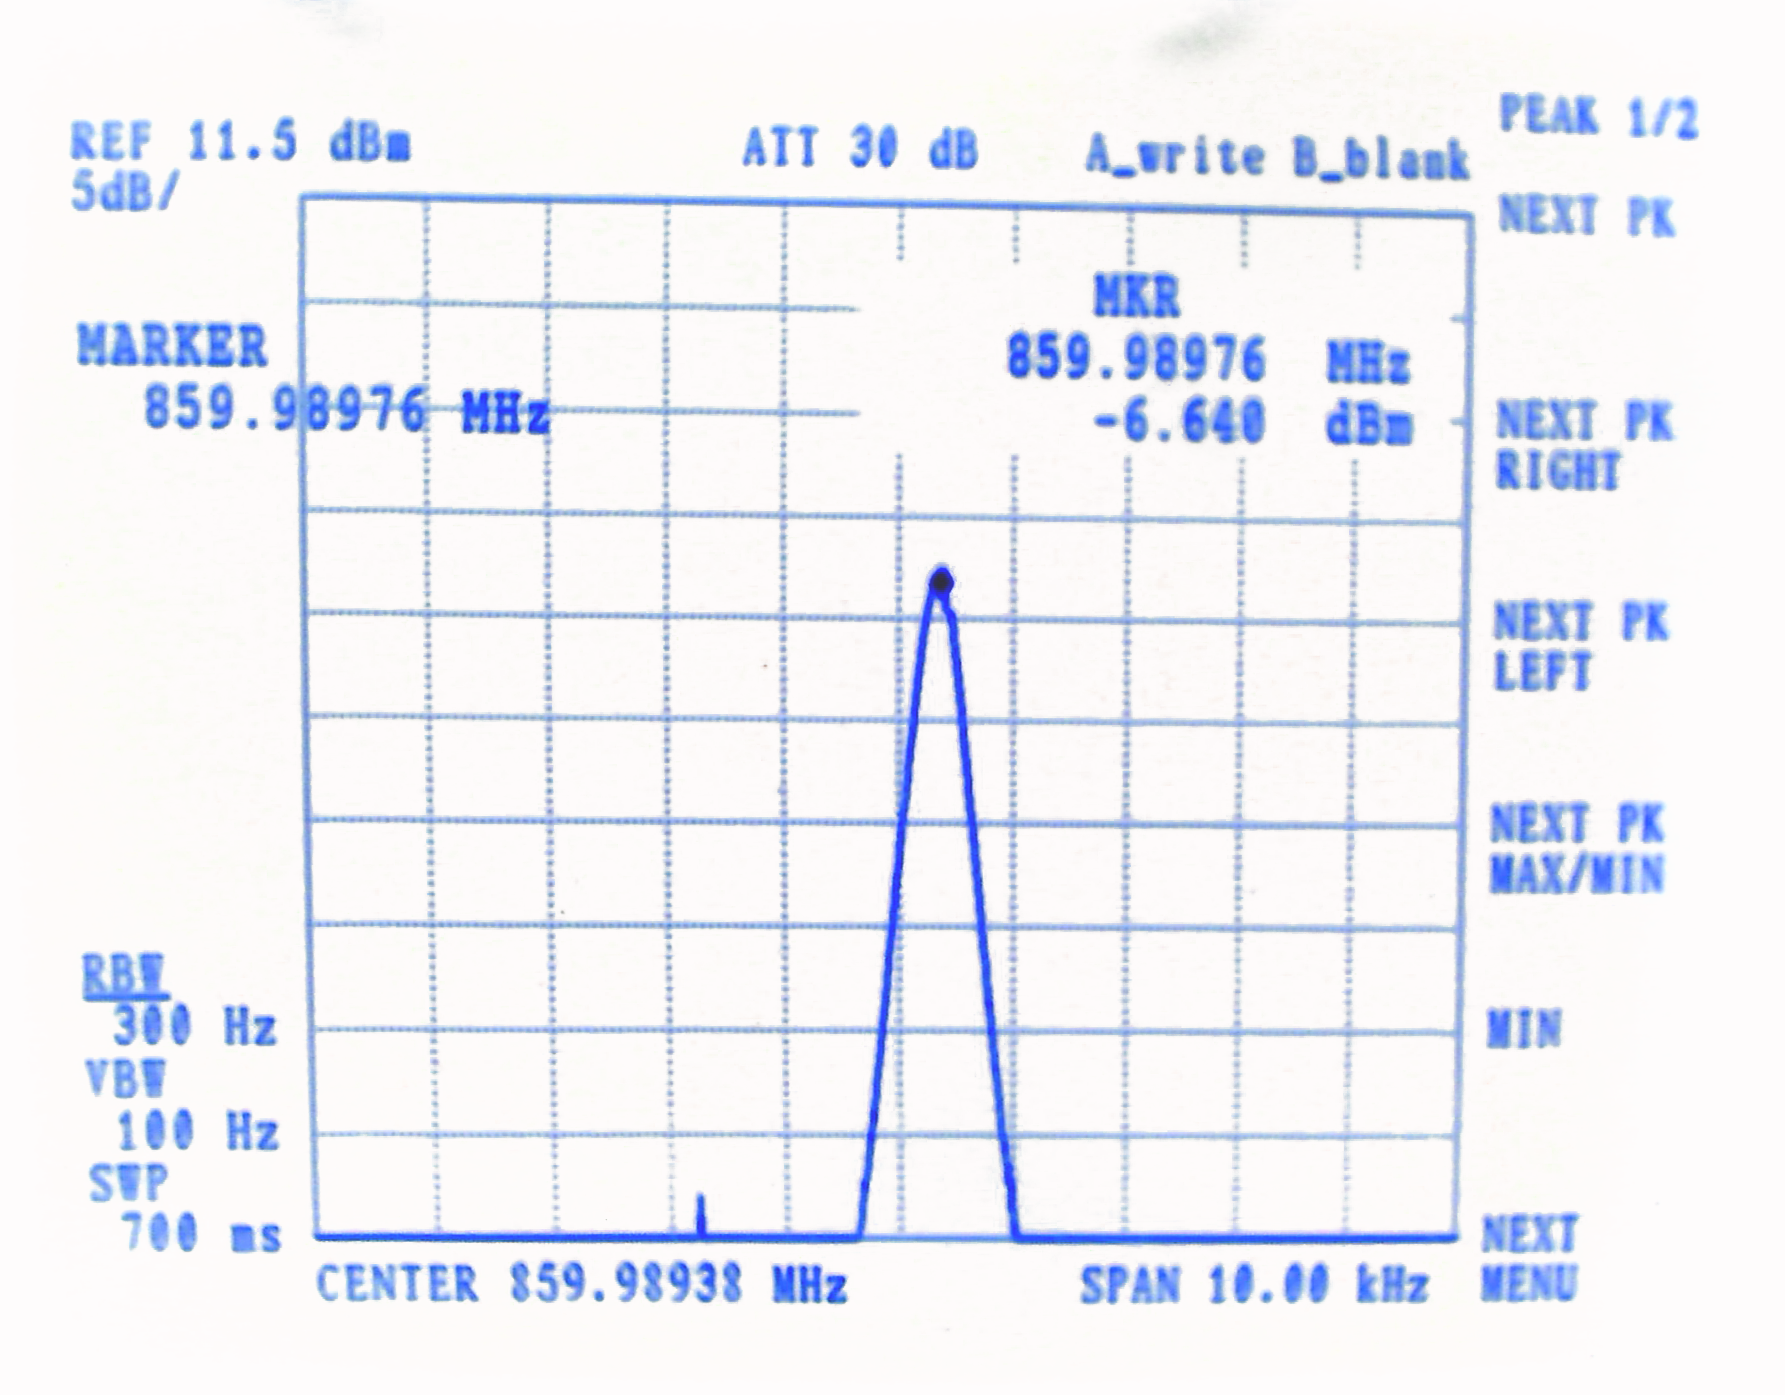 PEAK 1/2
REF 11.5 dBm ATT 30 dB A_write B_blank
5dB/
NEXT PK
MKR
MARKER
859.98976 MHz
859.98976 MHz
-6.640 dBm
NEXT PK
RIGHT
NEXT PK
LEFT
NEXT PK
MAX/MIN
RBW
300 Hz
MIN
VBW
100 Hz
SWP
700 ms
NEXT
MENU
CENTER 859.98938 MHz SPAN 10.00 kHz